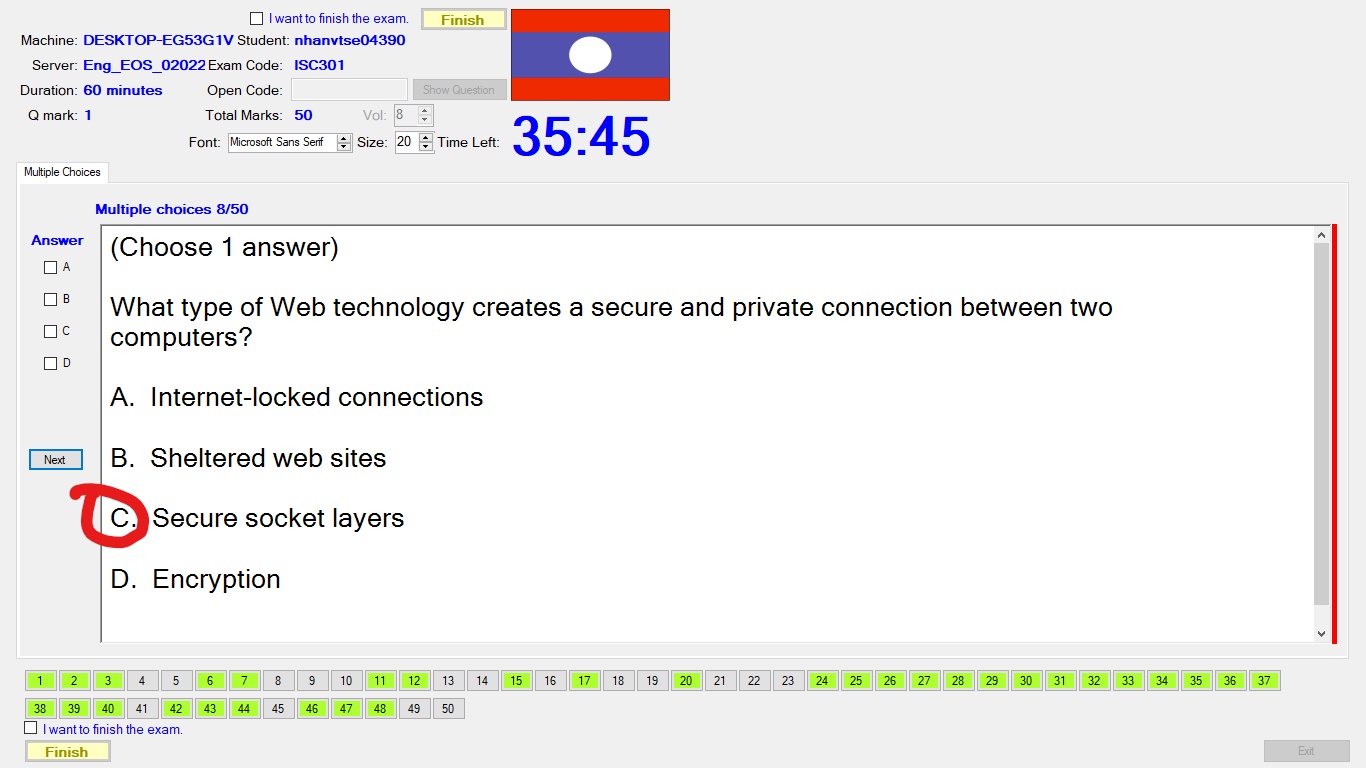 I want to finish the exam. Finish
Machine: DESKTOP-EG53G1V Student: nhanvtse04390
Server: Eng_EOS_02022 Exam Code: ISC301
Duration: 60 minutes Open Code: Show Question
Q mark: 1 Total Marks: 50 Vol: 8
Font: Microsoft Sans Serif Size: 20 Time Left: 35:45
Multiple Choices
Multiple choices 8/50
Answer
A
B
C
D
Next
(Choose 1 answer)
What type of Web technology creates a secure and private connection between two
computers?
A. Internet-locked connections
B. Sheltered web sites
C. Secure socket layers
D. Encryption
1 2 3 4 5 6 7 8 9 10 11 12 13 14 15 16 17 18 19 20 21 22 23 24 25 26 27 28 29 30 31 32 33 34 35 36 37
38 39 40 41 42 43 44 45 46 47 48 49 50
I want to finish the exam.
Finish Exit